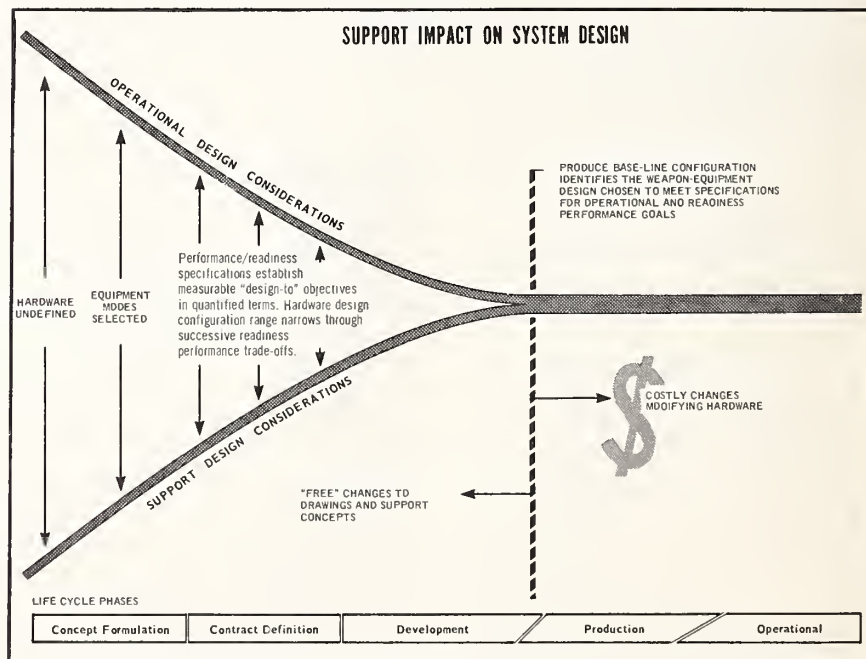 SUPPORT IMPACT ON SYSTEM DESIGN
OPERATIONAL DESIGN CONSIDERATIONS
PRODUCE BASE-LINE CONFIGURATION
IDENTIFIES THE WEAPON-EQUIPMENT
DESIGN CHOSEN TO MEET SPECIFICATIONS
FOR OPERATIONAL AND READINESS
PERFORMANCE GOALS
HARDWARE
UNDEFINED
EQUIPMENT
MODES
SELECTED
Performance/readiness
specifications establish
measurable "design-to" objectives
in quantified terms. Hardware design
configuration range narrows through
successive readiness
performance trade-offs.
SUPPORT DESIGN CONSIDERATIONS
$
COSTLY CHANGES
MDOIFYING HARDWARE
"FREE" CHANGES TD
DRAWINGS AND SUPPORT
CONCEPTS
LIFE CYCLE PHASES
Concept Formulation
Contract Definition
Development
Production
Operational